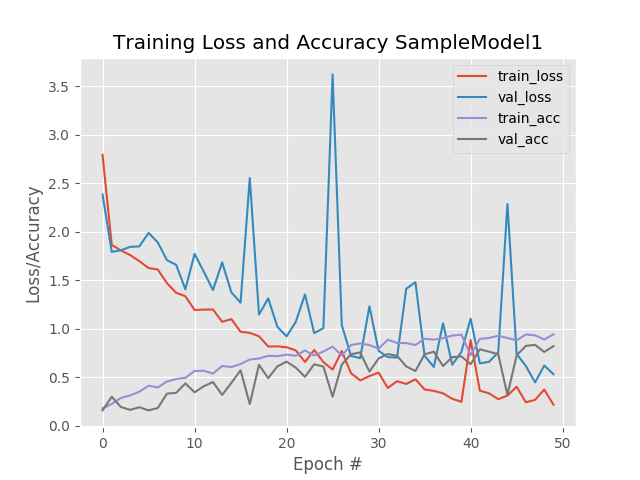 Training Loss and Accuracy SampleModel1
train_loss
val_loss
train_acc
val_acc
Loss/Accuracy
3.5
3.0
2.5
2.0
1.5
1.0
0.5
0.0
0
10
20
30
40
50
Epoch #